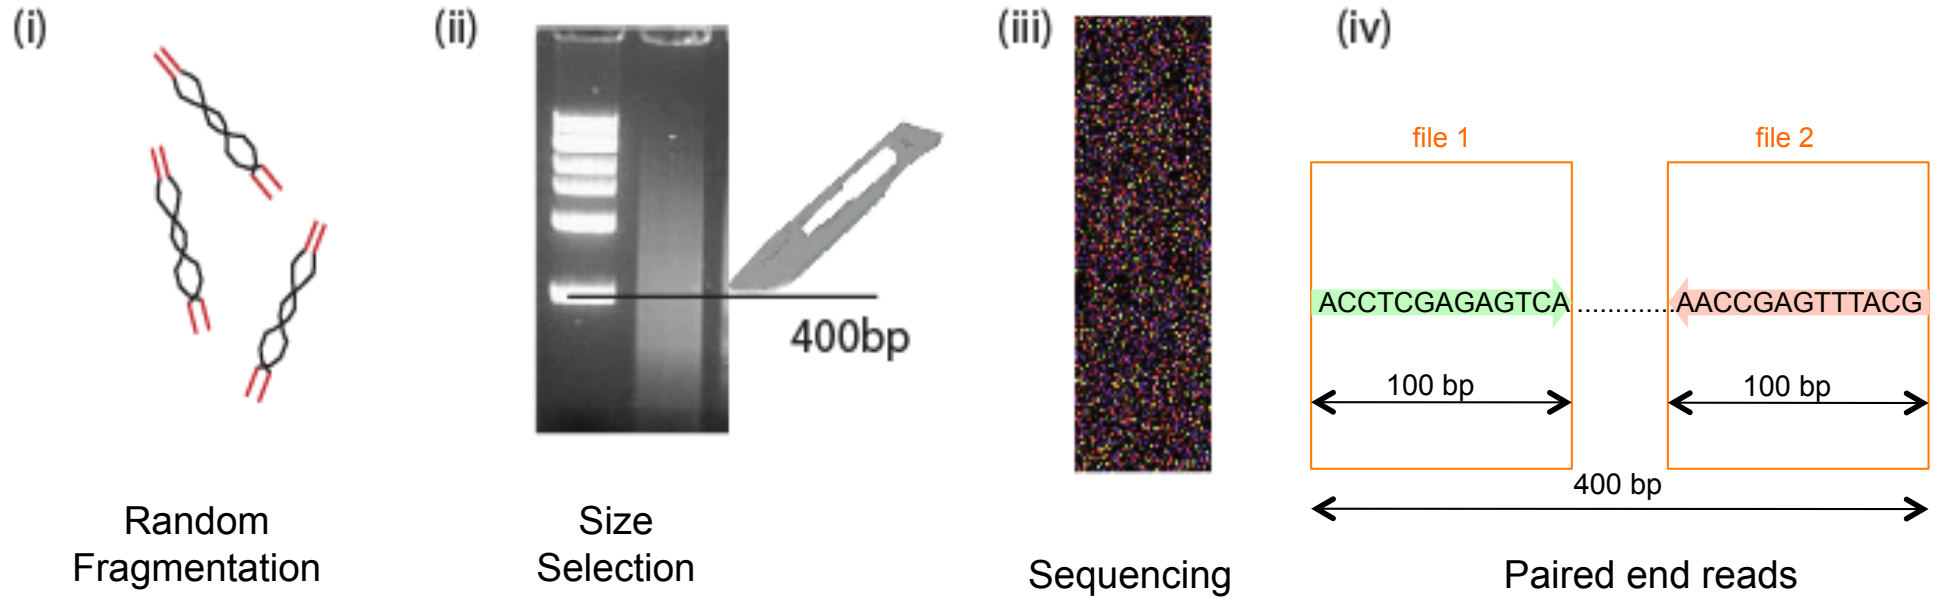 (i)
(ii)
(iii)
(iv)
file 1
file 2
ACCTCGAGAGTCA.............AACCGAGTTTACG
400bp
100 bp
100 bp
400 bp
Random
Fragmentation
Size
Selection
Sequencing
Paired end reads